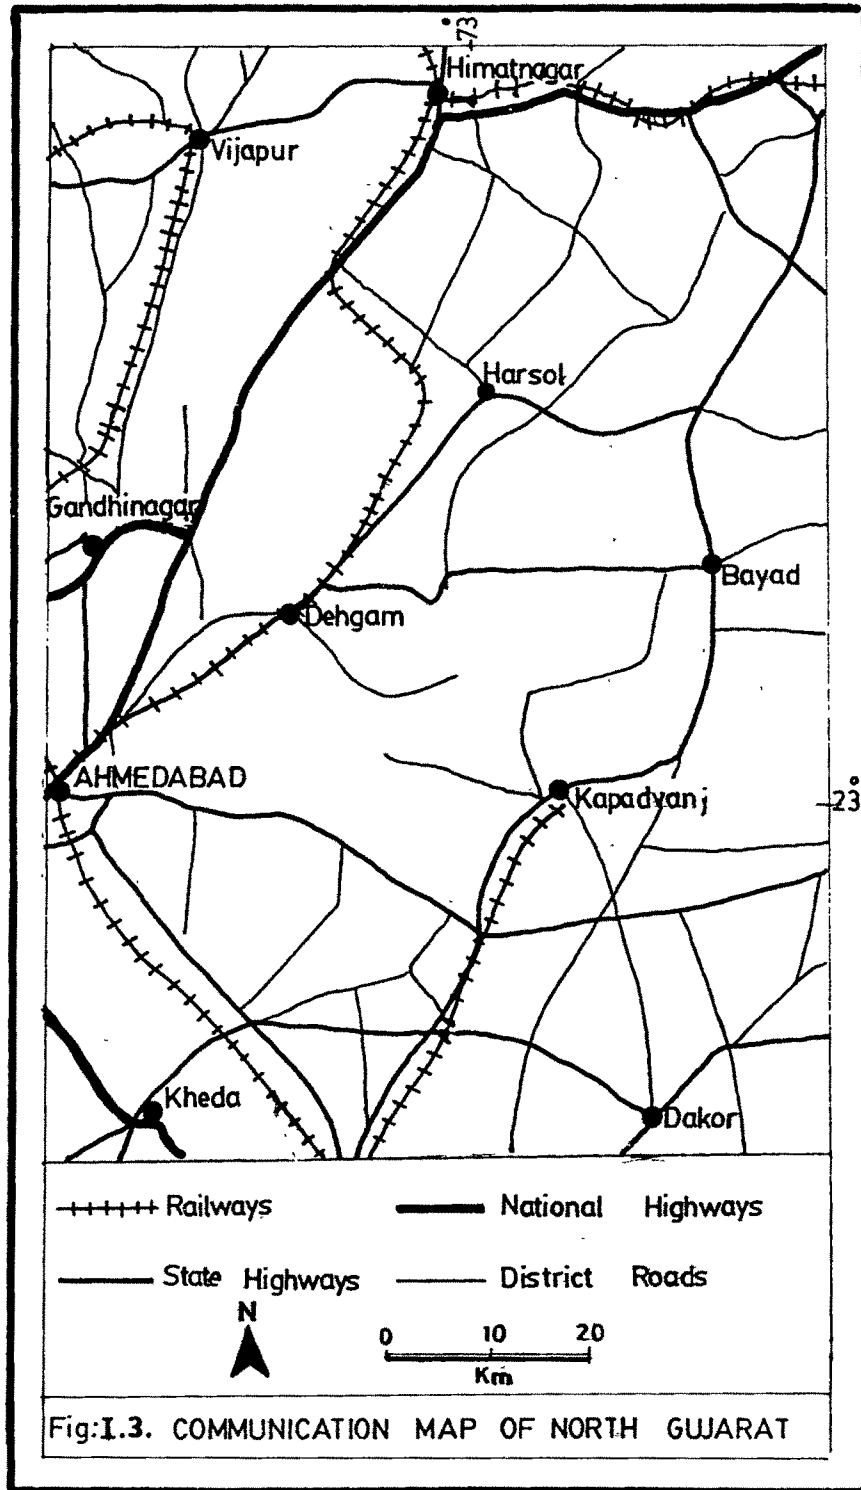 73°
Himatnagar
Vijapur
Harsol
Gandhinagar
Bayad
Dehgam
AHMEDABAD
Kapadvanj
23°
Kheda
Dakor
Railways National Highways
State Highways District Roads
N
0 10 20
Km
Fig:I.3. COMMUNICATION MAP OF NORTH GUJARAT